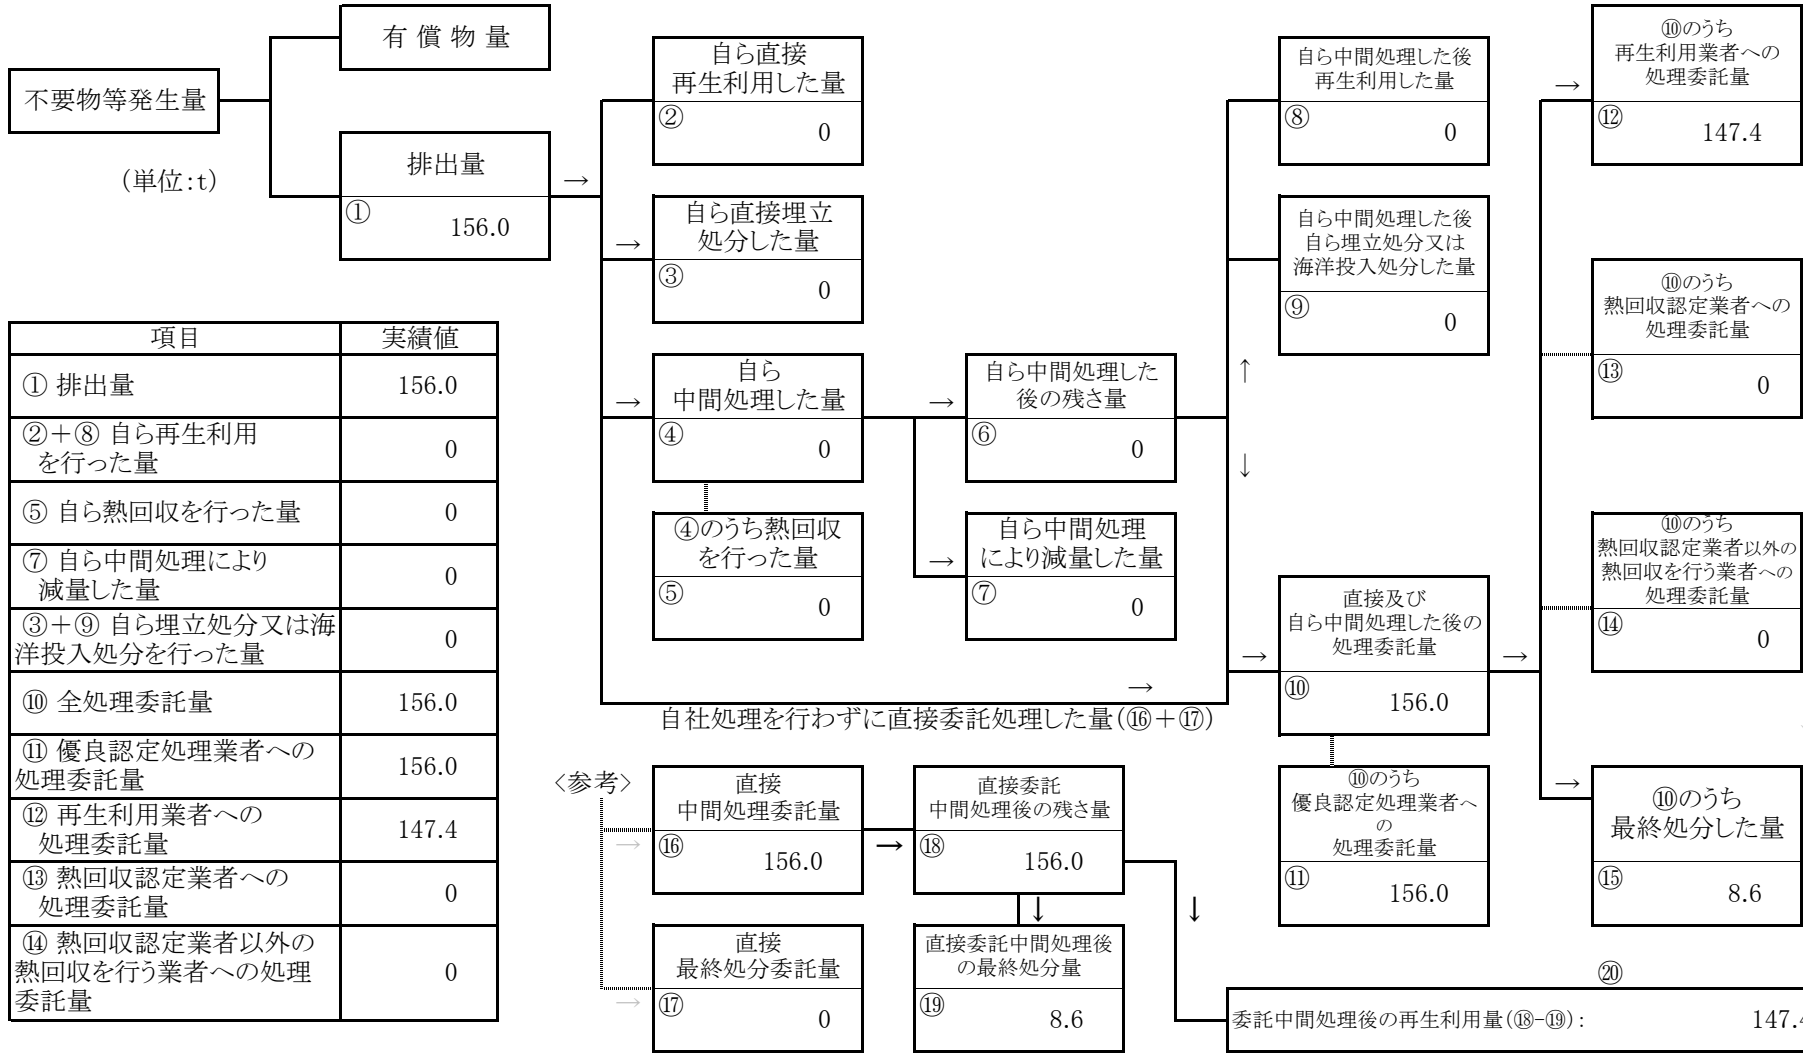 有 償 物 量
不要物等発生量
(単位:t)
排出量
①
156.0
→
自ら直接
再生利用した量
②
0
→
自ら直接埋立
処分した量
③
0
→
自ら
中間処理した量
④
0
④のうち熱回収
を行った量
⑤
0
→
自ら中間処理した
後の残さ量
⑥
0
→
自ら中間処理
により減量した量
⑦
0
↑
↓
自ら中間処理した後
再生利用した量
⑧
0
自ら中間処理した後
自ら埋立処分又は
海洋投入処分した量
⑨
0
→
自社処理を行わずに直接委託処理した量(⑯+⑰)
→
直接及び
自ら中間処理した後の
処理委託量
⑩
156.0
⑩のうち
優良認定処理業者へ
の
処理委託量
⑪
156.0
→
→
⑩のうち
再生利用業者への
処理委託量
⑫
147.4
⑩のうち
熱回収認定業者への
処理委託量
⑬
0
⑩のうち
熱回収認定業者以外の
熱回収を行う業者への
処理委託量
⑭
0
→
⑩のうち
最終処分した量
⑮
8.6
項目 実績値
① 排出量 156.0
②+⑧ 自ら再生利用
を行った量 0
⑤ 自ら熱回収を行った量 0
⑦ 自ら中間処理により
減量した量 0
③+⑨ 自ら埋立処分又は海
洋投入処分を行った量 0
⑩ 全処理委託量 156.0
⑪ 優良認定処理業者への
処理委託量 156.0
⑫ 再生利用業者への
処理委託量 147.4
⑬ 熱回収認定業者への
処理委託量 0
⑭ 熱回収認定業者以外の
熱回収を行う業者への処理
委託量 0
<参考>
→
直接
中間処理委託量
⑯
156.0
→
直接委託
中間処理後の残さ量
⑱
156.0
↓
↓
→
直接
最終処分委託量
⑰
0
直接委託中間処理後
の最終処分量
⑲
8.6
⑳
委託中間処理後の再生利用量(⑱-⑲): 147.4